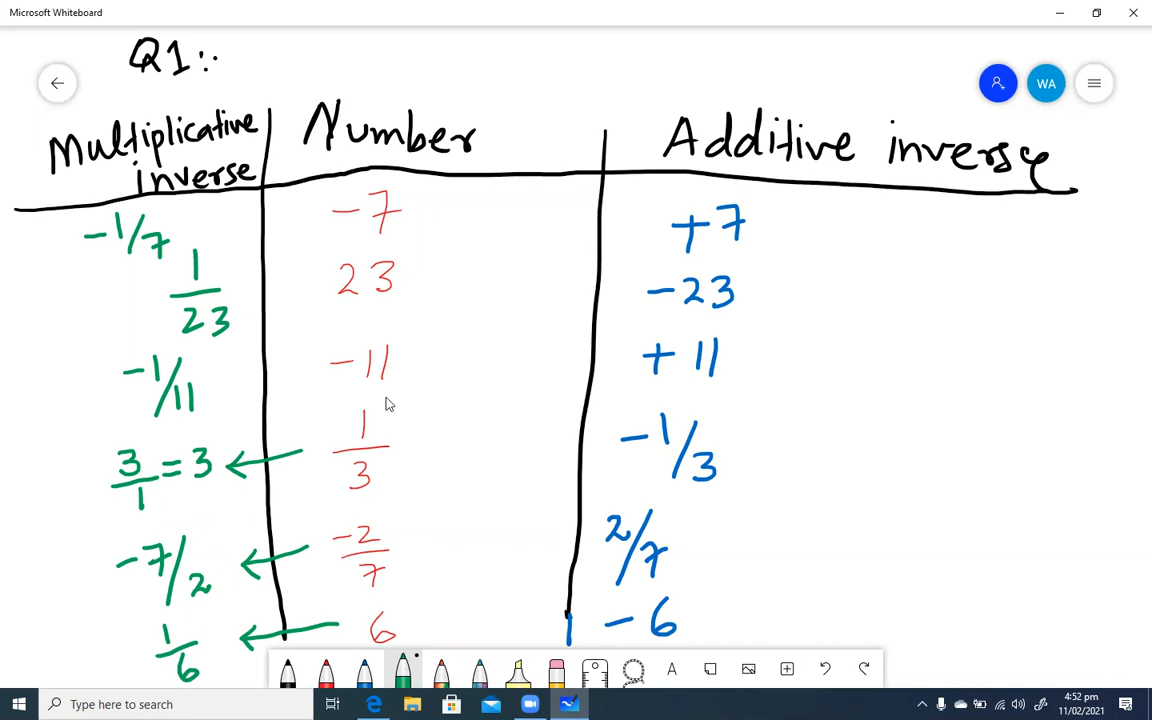 Microsoft Whiteboard
Q1:-
WA
Multiplicative inverse
Number
Additive inverse
-1/7
-7
+7
1/23
23
-23
-1/11
-11
+11
3/1 = 3
1/3
-1/3
-7/2
-2/7
2/7
1/6
6
-6
A
Type here to search
4:52 pm
11/02/2021